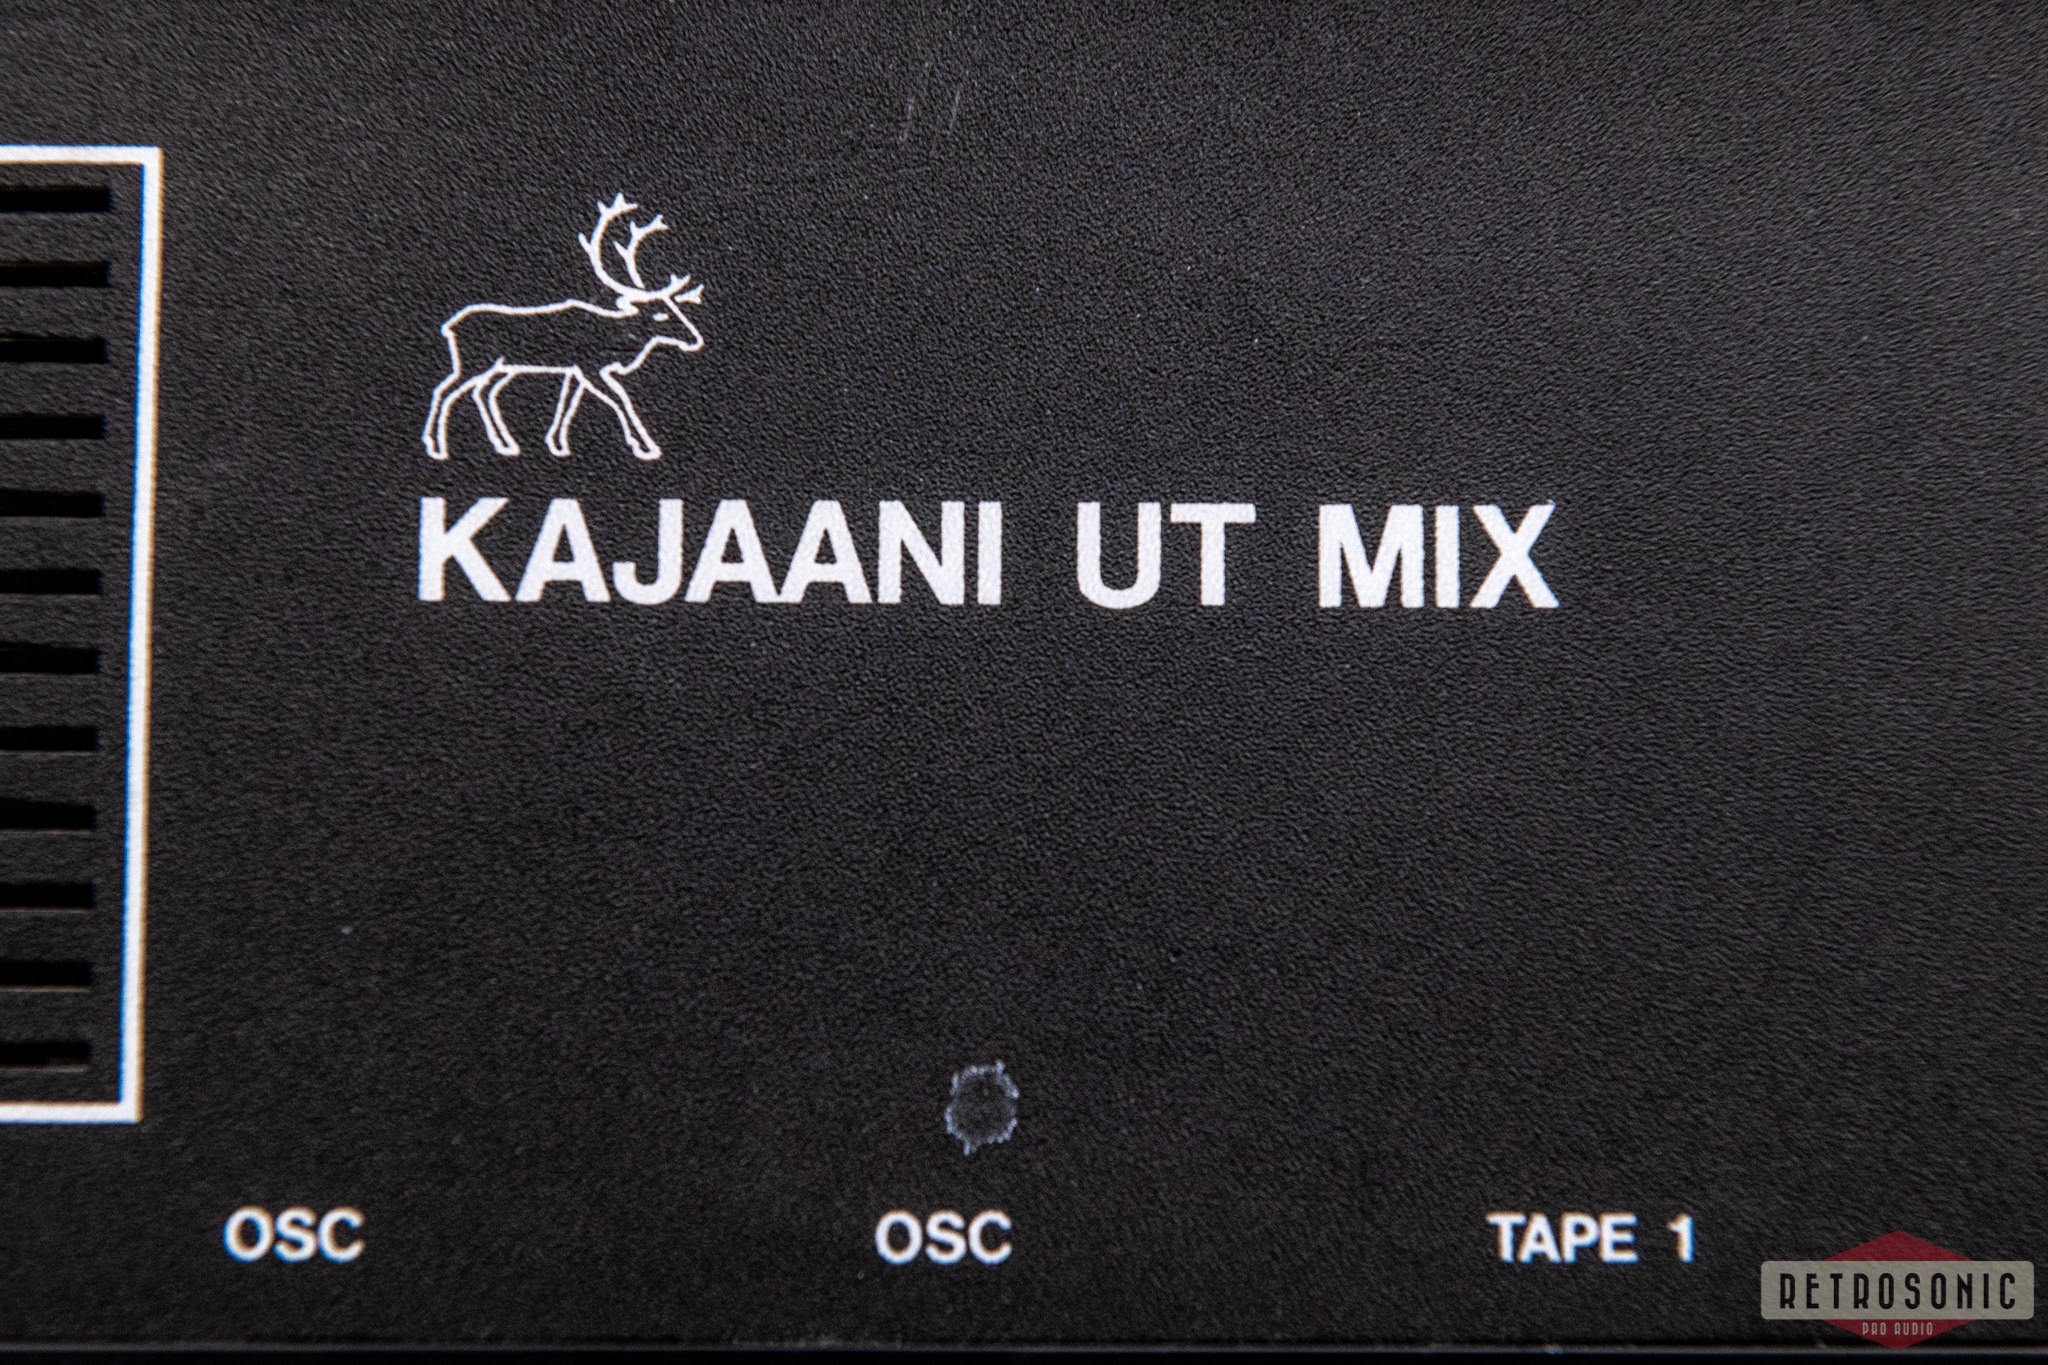 KAJAANI UT MIX
OSC OSC TAPE 1
RETROSONIC
PRO AUDIO